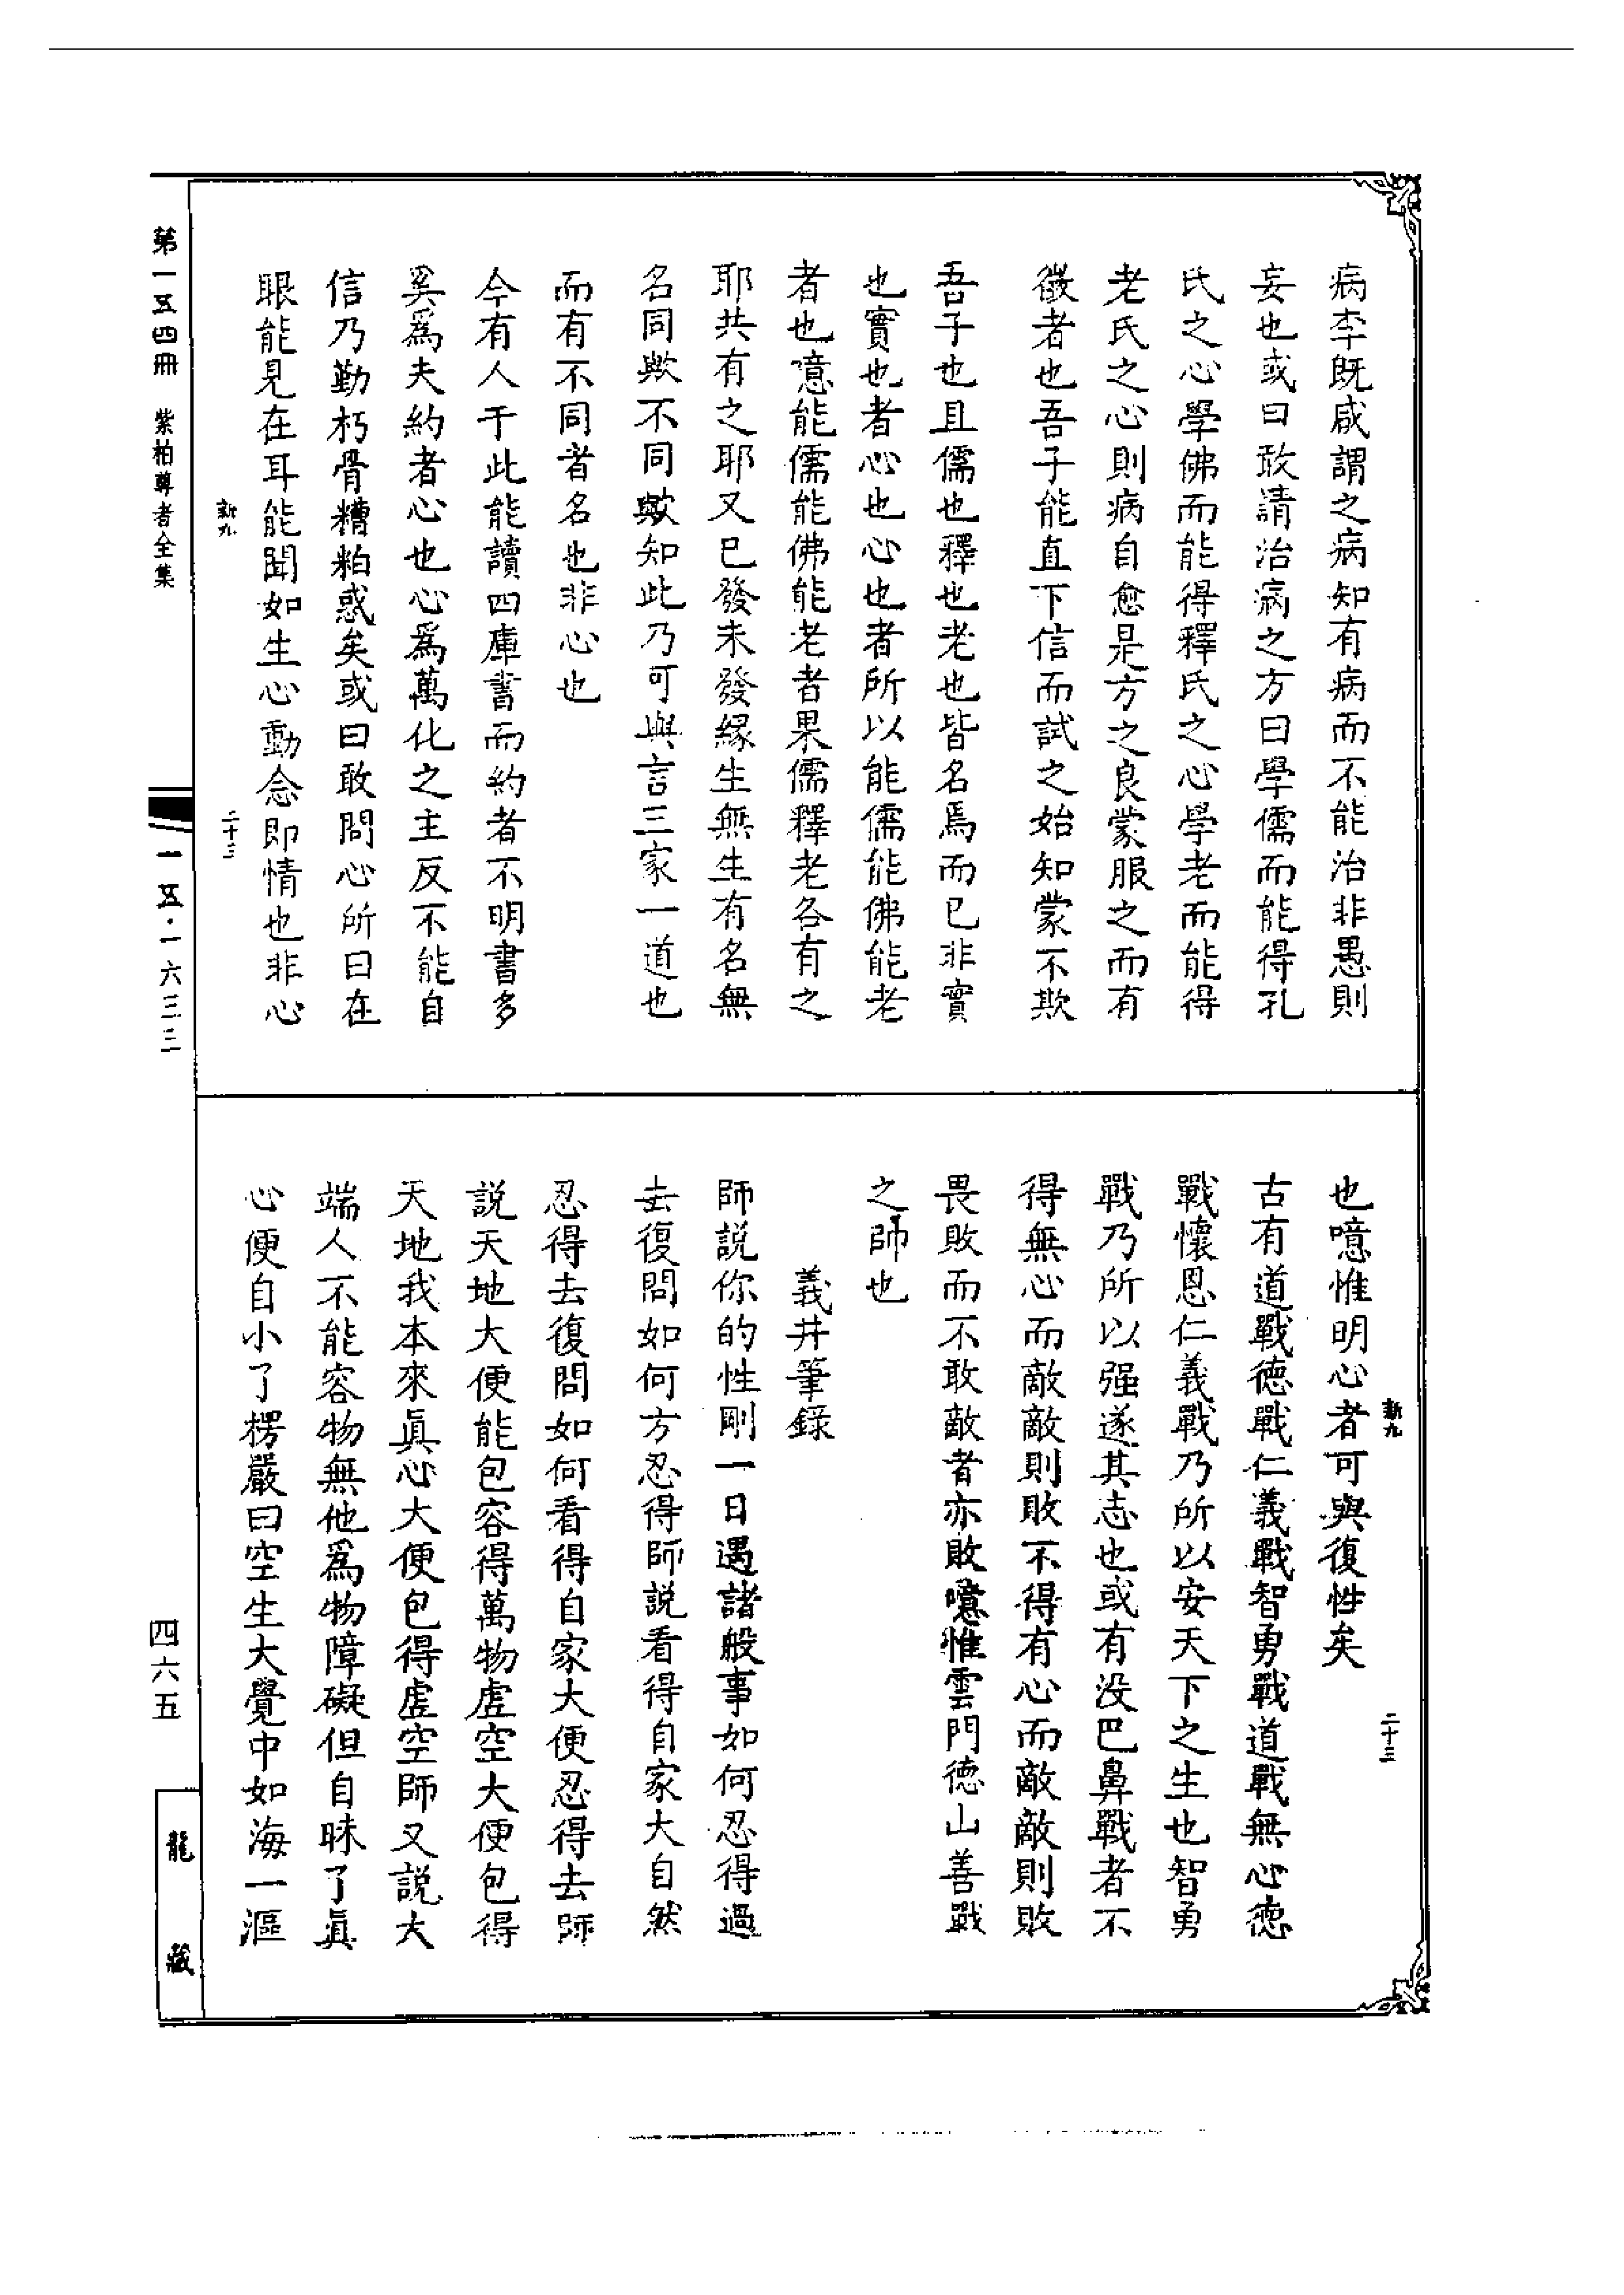 病李既咸謂之病知有病而不能治非愚則
妄也或曰敢請治病之方曰學儒而能得孔
氏之心學佛而能得釋氏之心學老而能得
老氏之心則病自愈是方之良蒙服之而有
徵者也吾子能直下信而試之始知蒙不欺
吾子也且儒也釋也老也皆名焉而已非實
也實也者心也心也者所以能儒能佛能老
者也噫能儒能佛能老者果儒釋老各有之
耶共有之耶又已發未發緣生無生有名無
名同歟不同歟知此乃可與言三家一道也
而有不同者名也非心也
今有人于此能讀四庫書而約者不明書多
奚爲夫約者心也心爲萬化之主反不能自
信乃勤朽骨糟粕惑矣或曰敢問心所曰在
眼能見在耳能聞如生心動念即情也非心
新九
二十三
也噫惟明心者可與復性矣
古有道戰德戰仁義戰智勇戰道戰無心德
戰懷恩仁義戰乃所以安天下之生也智勇
戰乃所以强遂其志也或有没巴鼻戰者不
得無心而敵敵則敗不得有心而敵敵則敗
畏敗而不敢敵者亦敗噫惟雲門德山善戰
之師也
義井筆錄
師説你的性剛一日遇諸般事如何忍得過
去復問如何方忍得師説看得自家大自然
忍得去復問如何看得自家大便忍得去師
説天地大便能包容得萬物虛空大便包得
天地我本來眞心大便包得虛空師又説大
端人不能容物無他爲物障礙但自昧了眞
心便自小了楞嚴曰空生大覺中如海一漚
新九
二十三
第一五四冊 紫柏尊者全集
一五·一六三三
四六五
龍藏